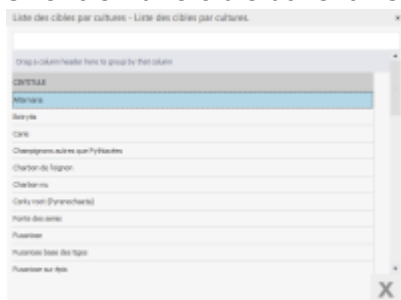 Liste des cibles par cultures - Liste des cibles par cultures.
Drag a column header here to group by that column
Alternaria
Botrytis
Carie
Champignons autres que Pythiacées
Charbon de l'oignon
Charbon nu
Corky root (Pyrenochaeta)
Fonte des semis
Fusariose
Fusariose base des tiges
Fusariose sur épis
X